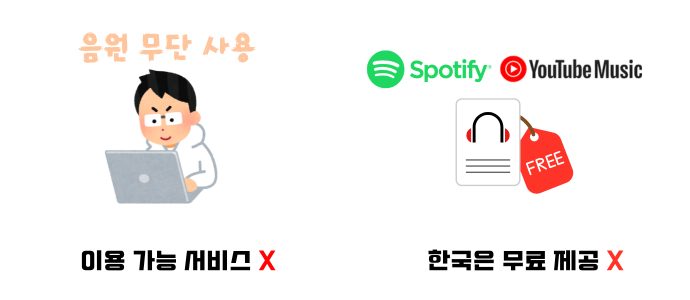 음원 무단 사용
이용 가능 서비스 X
Spotify
YouTube Music
FREE
한국은 무료 제공 X